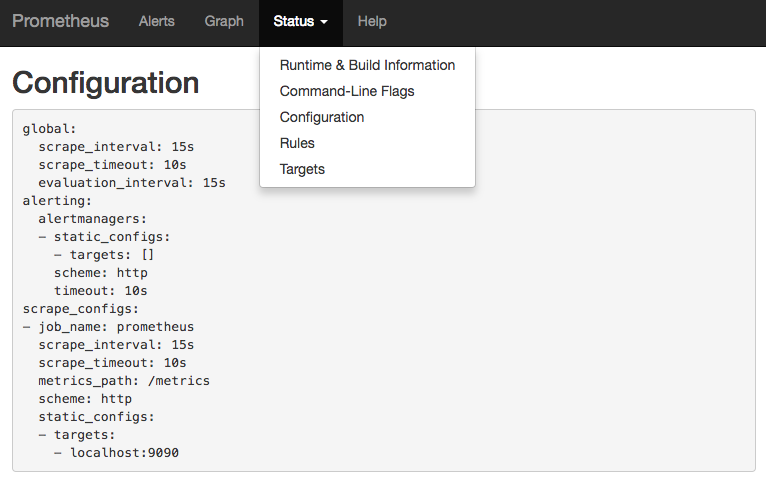 Prometheus Alerts Graph Status Help
Runtime & Build Information
Command-Line Flags
Configuration
Rules
Targets
Configuration
global:
  scrape_interval: 15s
  scrape_timeout: 10s
  evaluation_interval: 15s
alerting:
  alertmanagers:
  - static_configs:
    - targets: []
    scheme: http
    timeout: 10s
scrape_configs:
- job_name: prometheus
  scrape_interval: 15s
  scrape_timeout: 10s
  metrics_path: /metrics
  scheme: http
  static_configs:
  - targets:
    - localhost:9090